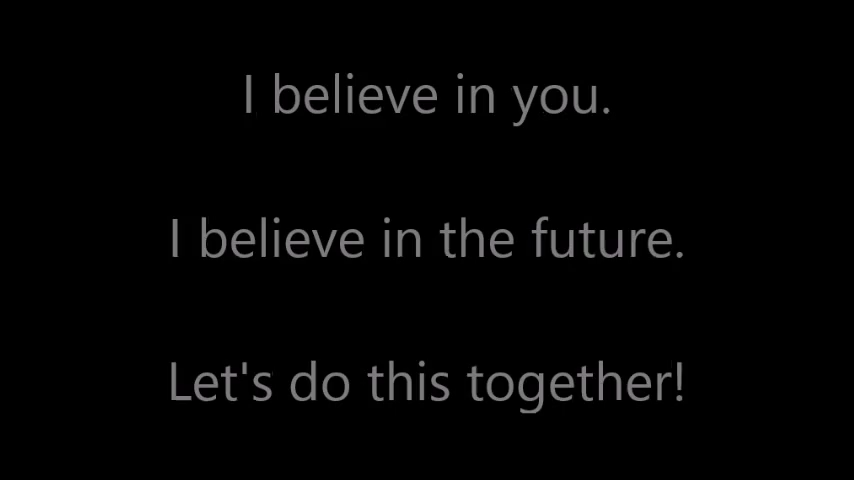 I believe in you.
I believe in the future.
Let's do this together!